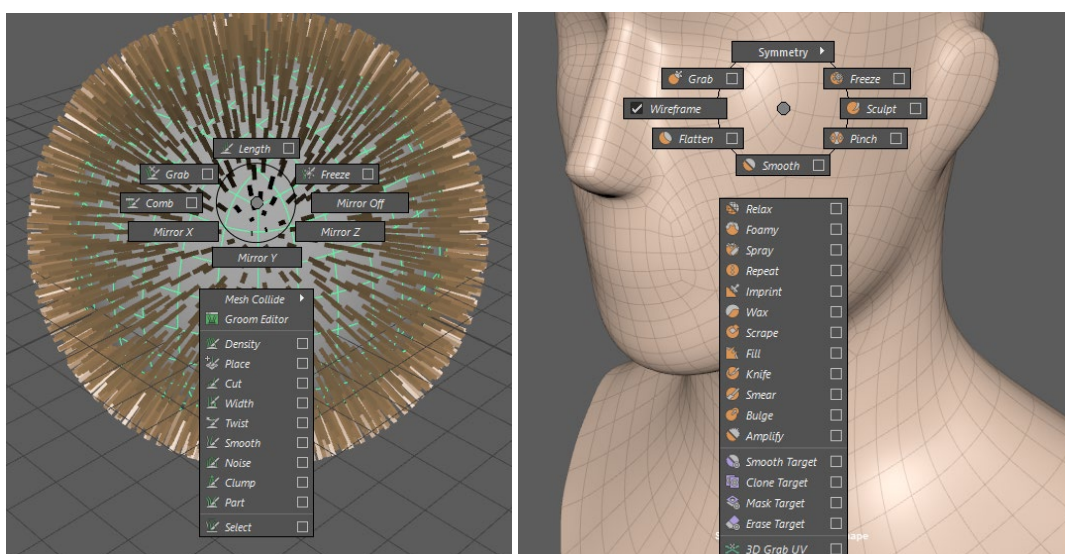 Length
Grab
Freeze
Comb
Mirror Off
Mirror X
Mirror Z
Mirror Y
Mesh Collide
Groom Editor
Density
Place
Cut
Width
Twist
Smooth
Noise
Clump
Part
Select
Symmetry
Grab
Freeze
Wireframe
Sculpt
Flatten
Pinch
Smooth
Relax
Foamy
Spray
Repeat
Imprint
Wax
Scrape
Fill
Knife
Smear
Bulge
Amplify
Smooth Target
Clone Target
Mask Target
Erase Target
3D Grab UV